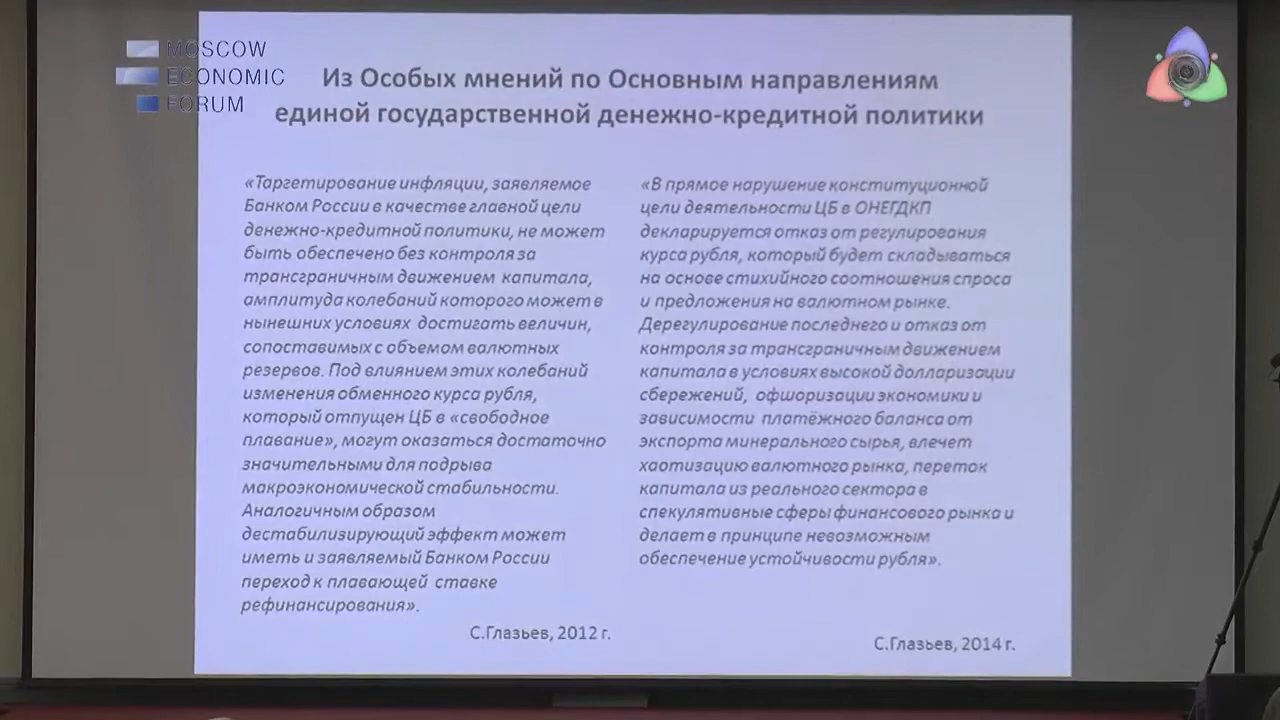 MOSCOW
ECONOMIC
FORUM
Из Особых мнений по Основным направлениям
единой государственной денежно-кредитной политики
«Таргетирование инфляции, заявляемое
Банком России в качестве главной цели
денежно-кредитной политики, не может
быть обеспечено без контроля за
трансграничным движением капитала,
амплитуда колебаний которого может в
нынешних условиях достигать величин,
сопоставимых с объемом валютных
резервов. Под влиянием этих колебаний
изменения обменного курса рубля,
который отпущен ЦБ в «свободное
плавание», могут оказаться достаточно
значительными для подрыва
макроэкономической стабильности.
Аналогичным образом
дестабилизирующий эффект может
иметь и заявляемый Банком России
переход к плавающей ставке
рефинансирования».
С.Глазьев, 2012 г.
«В прямое нарушение конституционной
цели деятельности ЦБ в ОНЕГДКП
декларируется отказ от регулирования
курса рубля, который будет складываться
на основе стихийного соотношения спроса
и предложения на валютном рынке.
Дерегулирование последнего и отказ от
контроля за трансграничным движением
капитала в условиях высокой долларизации
сбережений, офшоризации экономики и
зависимости платёжного баланса от
экспорта минерального сырья, влечет
хаотизацию валютного рынка, переток
капитала из реального сектора в
спекулятивные сферы финансового рынка и
делает в принципе невозможным
обеспечение устойчивости рубля».
С.Глазьев, 2014 г.